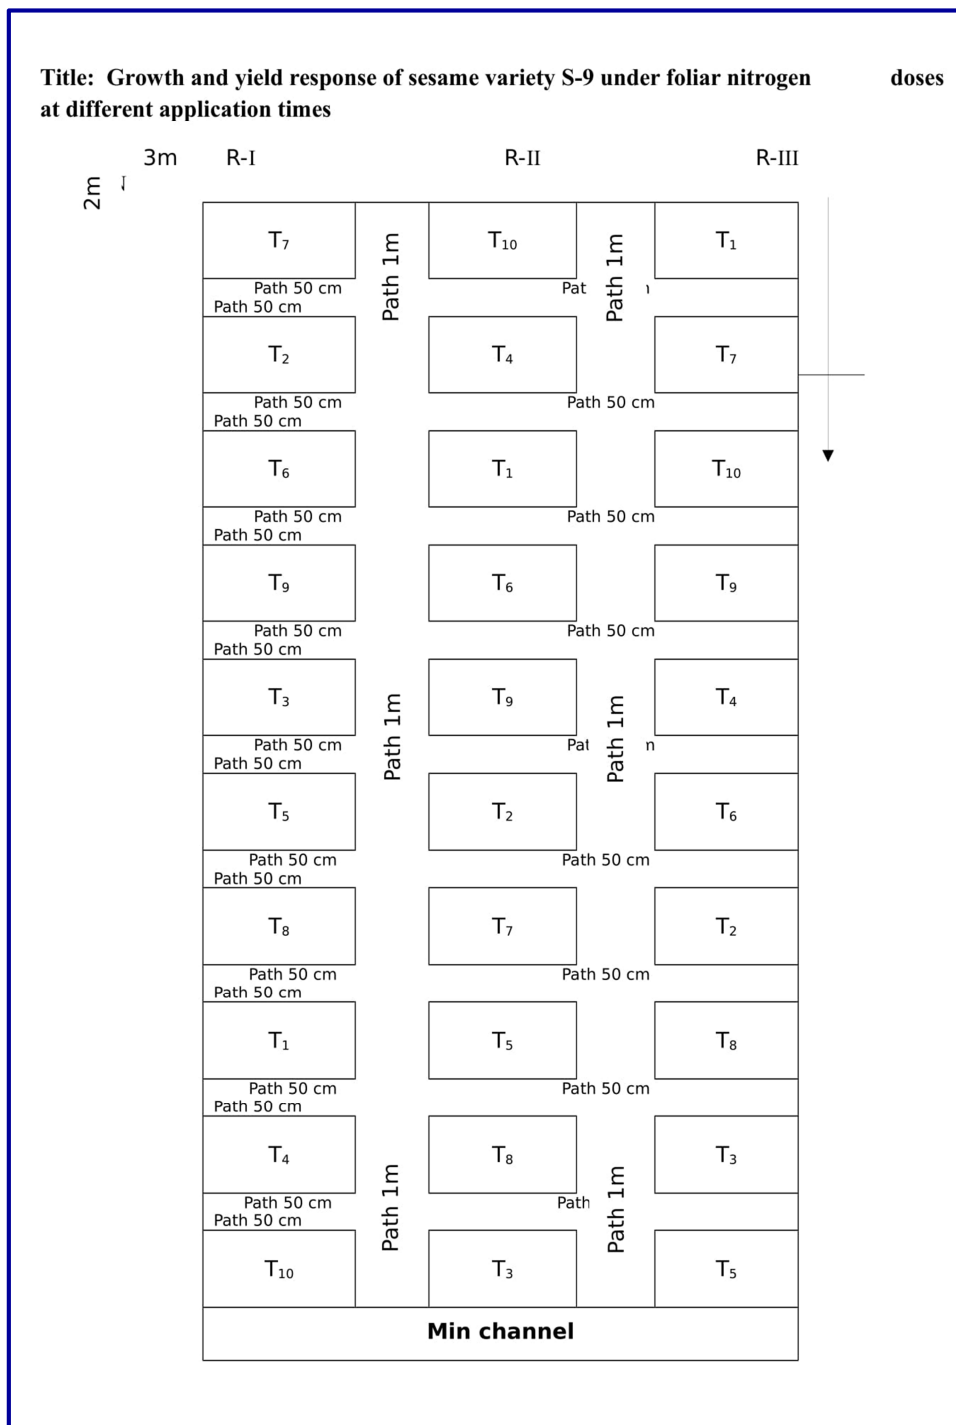 Title: Growth and yield response of sesame variety S-9 under foliar nitrogen doses
at different application times
3m R-I R-II R-III
2m
T₇ T₁₀ T₁
Path 1m Path 1m
Path 50 cm
Path 50 cm
T₂ T₄ T₇
Path 50 cm Path 50 cm
Path 50 cm
T₆ T₁ T₁₀
Path 50 cm Path 50 cm
Path 50 cm
T₉ T₆ T₉
Path 50 cm Path 50 cm
Path 50 cm
T₃ T₉ T₄
Path 1m Path 1m
Path 50 cm
Path 50 cm
T₅ T₂ T₆
Path 50 cm Path 50 cm
Path 50 cm
T₈ T₇ T₂
Path 50 cm Path 50 cm
Path 50 cm
T₁ T₅ T₈
Path 50 cm Path 50 cm
Path 50 cm
T₄ T₈ T₃
Path 1m Path 1m
Path 50 cm Path
Path 50 cm
T₁₀ T₃ T₅
Min channel